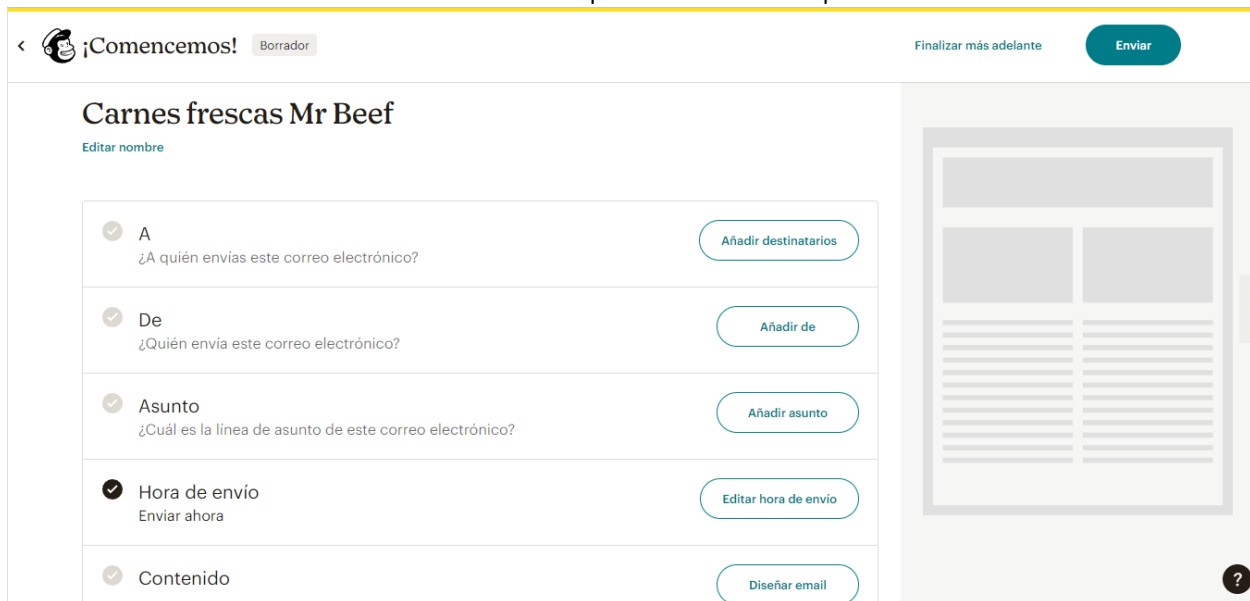 ¡Comencemos! Borrador
Finalizar más adelante
Enviar
Carnes frescas Mr Beef
Editar nombre
A
¿A quién envías este correo electrónico?
Añadir destinatarios
De
¿Quién envía este correo electrónico?
Añadir de
Asunto
¿Cuál es la línea de asunto de este correo electrónico?
Añadir asunto
Hora de envío
Enviar ahora
Editar hora de envío
Contenido
Diseñar email
?